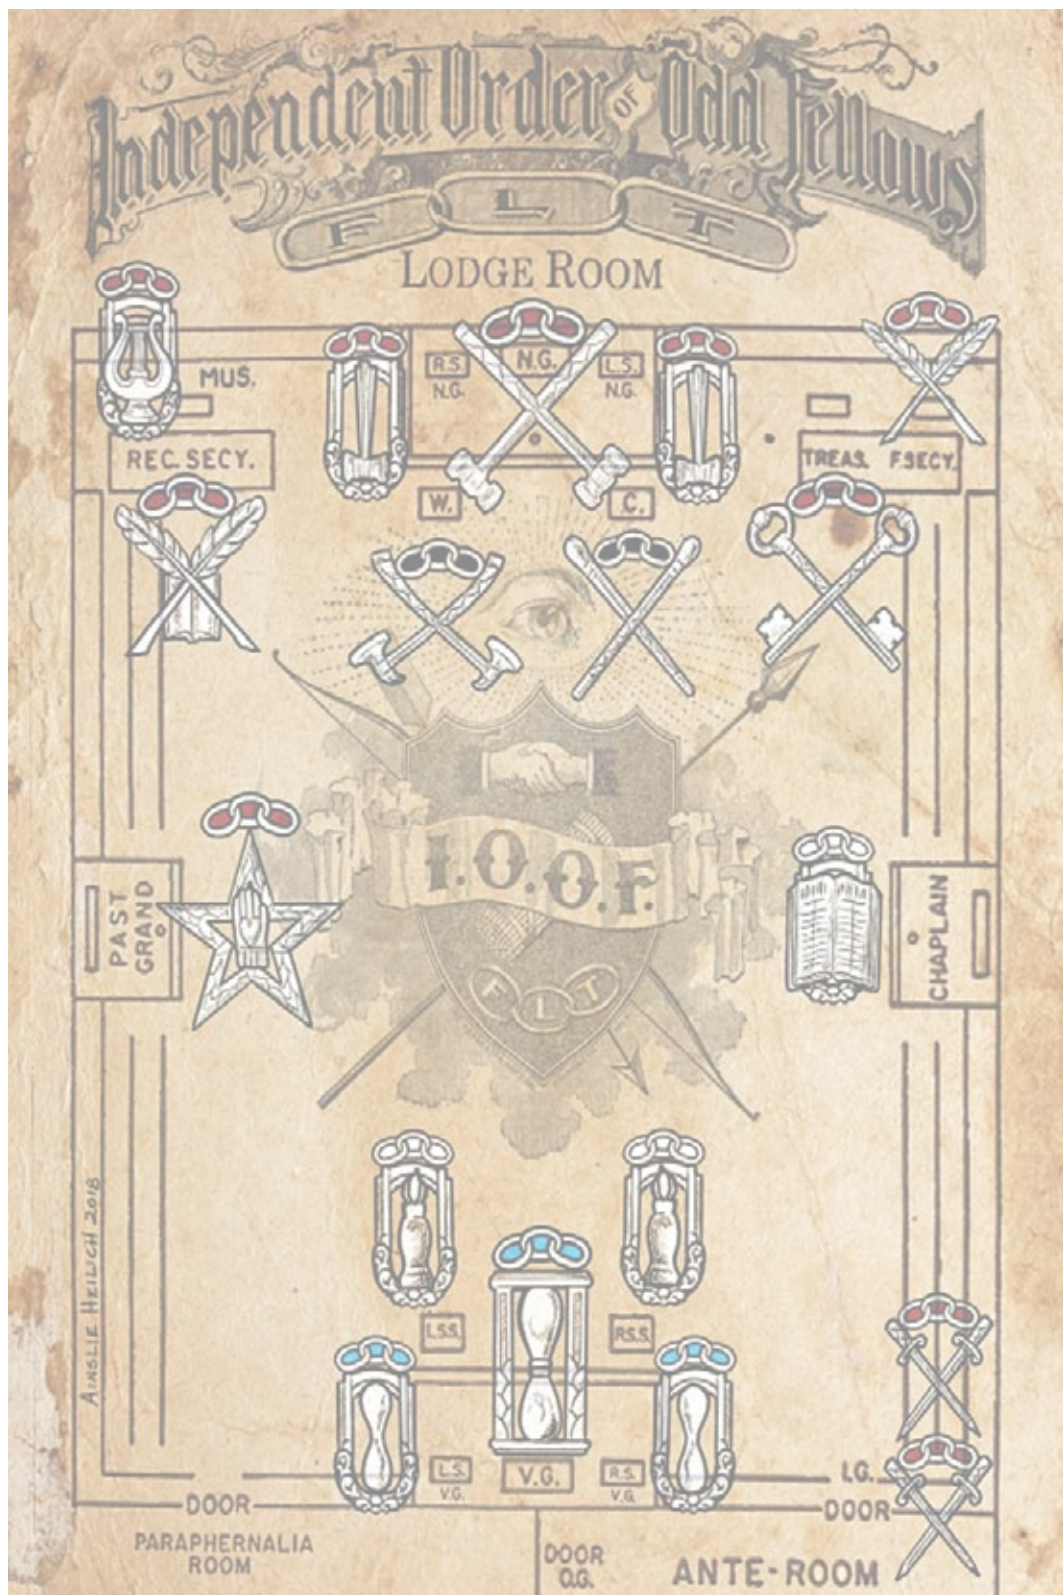 Independent Order OF Odd Fellows
F L T
LODGE ROOM
MUS.
R.S.
N.G.
N.G.
L.S.
N.G.
REC. SECY.
TREAS. F.SECY.
W.
C.
I.O.O.F.
PAST
GRAND
CHAPLAIN
F L T
AINSLIE HEILICH 2018
L.S.S.
R.S.S.
L.S.
V.G.
V.G.
R.S.
V.G.
I.G.
DOOR
DOOR
PARAPHERNALIA
ROOM
DOOR
O.G.
ANTE-ROOM